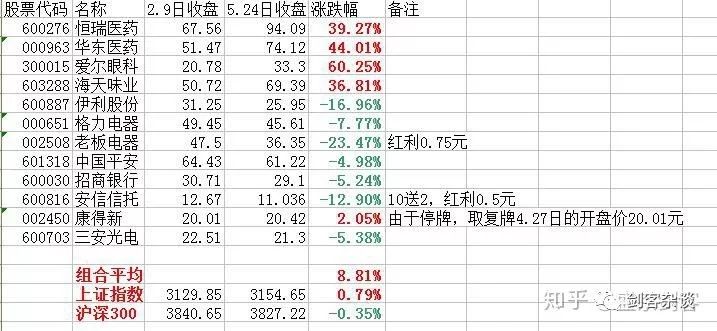 股票代码 名称 2.9日收盘 5.24日收盘 涨跌幅 备注
600276 恒瑞医药 67.56 94.09 39.27%
000963 华东医药 51.47 74.12 44.01%
300015 爱尔眼科 20.78 33.3 60.25%
603288 海天味业 50.72 69.39 36.81%
600887 伊利股份 31.25 25.95 -16.96%
000651 格力电器 49.45 45.61 -7.77%
002508 老板电器 47.5 36.35 -23.47% 红利0.75元
601318 中国平安 64.43 61.22 -4.98%
600030 招商银行 30.71 29.1 -5.24%
600816 安信信托 12.67 11.036 -12.90% 10送2，红利0.5元
002450 康得新 20.01 20.42 2.05% 由于停牌，取复牌4.27日的开盘价20.01元
600703 三安光电 22.51 21.3 -5.38%
组合平均 8.81%
上证指数 3129.85 3154.65 0.79%
沪深300 3840.65 3827.22 -0.35%
知乎
剑客杂谈